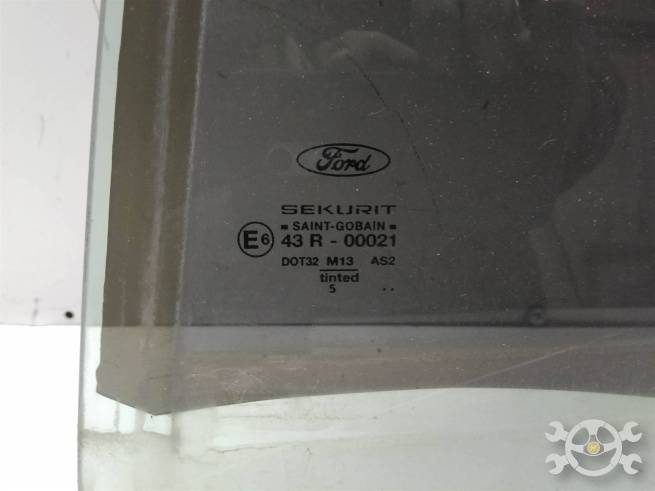 Ford
SEKURIT
SAINT-GOBAIN
E6 43 R - 00021
DOT32 M13 AS2
tinted
5 ..